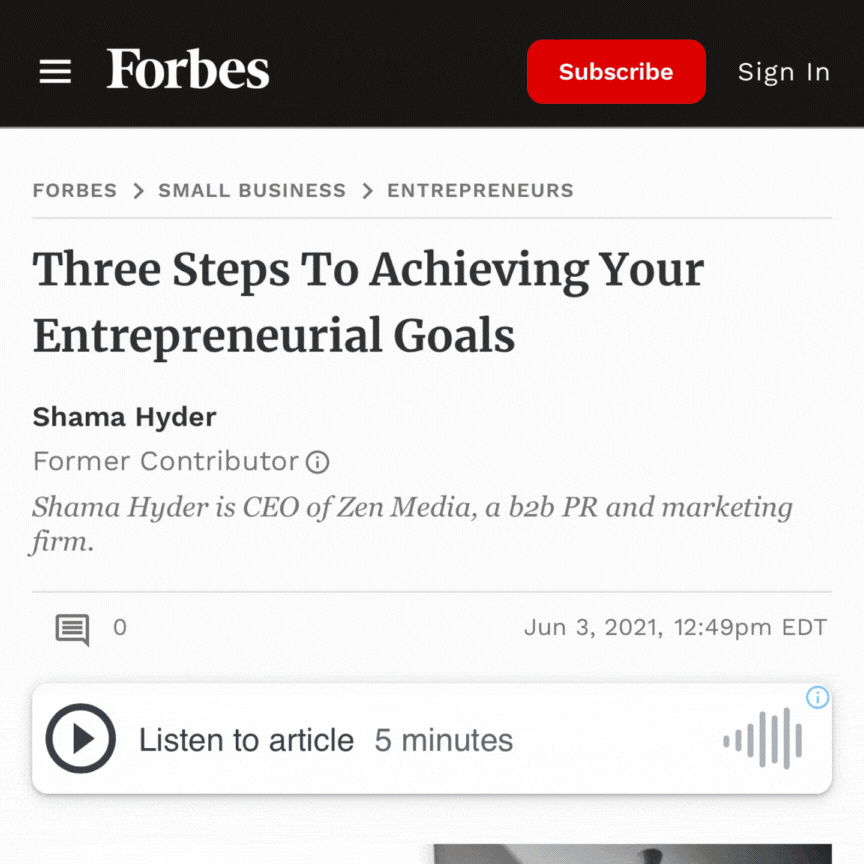 Forbes
Subscribe
Sign In
FORBES > SMALL BUSINESS > ENTREPRENEURS
Three Steps To Achieving Your
Entrepreneurial Goals
Shama Hyder
Former Contributor
Shama Hyder is CEO of Zen Media, a b2b PR and marketing
firm.
0
Jun 3, 2021, 12:49pm EDT
Listen to article 5 minutes